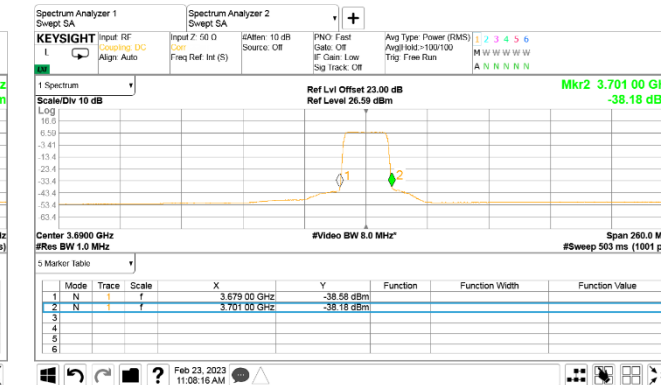 Spectrum Analyzer 1
Swept SA
Spectrum Analyzer 2
Swept SA
KEYSIGHT
L
Input: RF
Coupling: DC
Align: Auto
Input Z: 50 Ω
Corr
Freq Ref: Int (S)
#Atten: 10 dB
Source: Off
PNO: Fast
Gate: Off
IF Gain: Low
Sig Track: Off
Avg Type: Power (RMS)
Avg|Hold:>100/100
Trig: Free Run
1 2 3 4 5 6
M W W W W W
A N N N N N
1 Spectrum
Scale/Div 10 dB
Ref Lvl Offset 23.00 dB
Ref Level 26.59 dBm
Mkr2 3.701 00 G
-38.18 dB
Log
16.6
6.59
-3.41
-13.4
-23.4
-33.4
-43.4
-53.4
-63.4
1
2
Center 3.6900 GHz
#Res BW 1.0 MHz
#Video BW 8.0 MHz*
Span 260.0 M
#Sweep 503 ms (1001 p
5 Marker Table
Mode Trace Scale X Y Function Function Width Function Value
1 N 1 f 3.679 00 GHz -38.58 dBm
2 N 1 f 3.701 00 GHz -38.18 dBm
3
4
5
6
Feb 23, 2023
11:08:16 AM